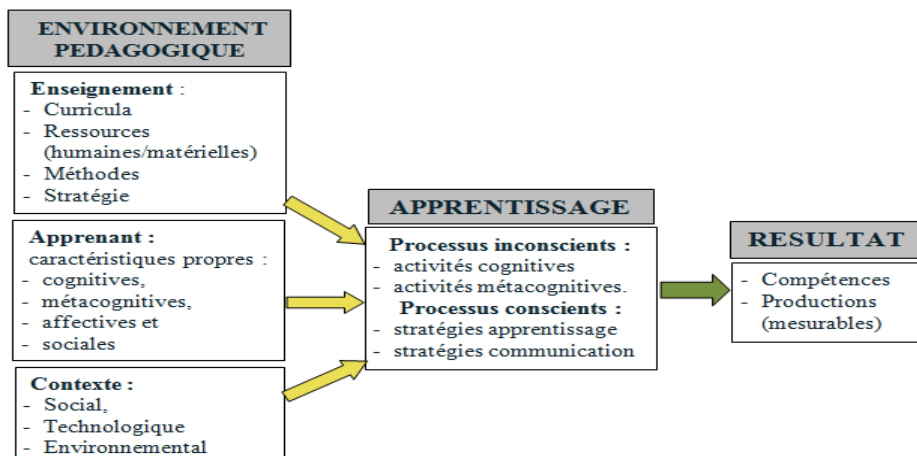 ENVIRONNEMENT
PEDAGOGIQUE
Enseignement :
- Curricula
- Ressources
(humaines/matérielles)
- Méthodes
- Stratégie
Apprenant :
caractéristiques propres :
- cognitives,
- métacognitives,
- affectives et
- sociales
Contexte :
- Social,
- Technologique
- Environnemental
APPRENTISSAGE
Processus inconscients :
- activités cognitives
- activités métacognitives.
Processus conscients :
- stratégies apprentissage
- stratégies communication
RESULTAT
- Compétences
- Productions
(mesurables)